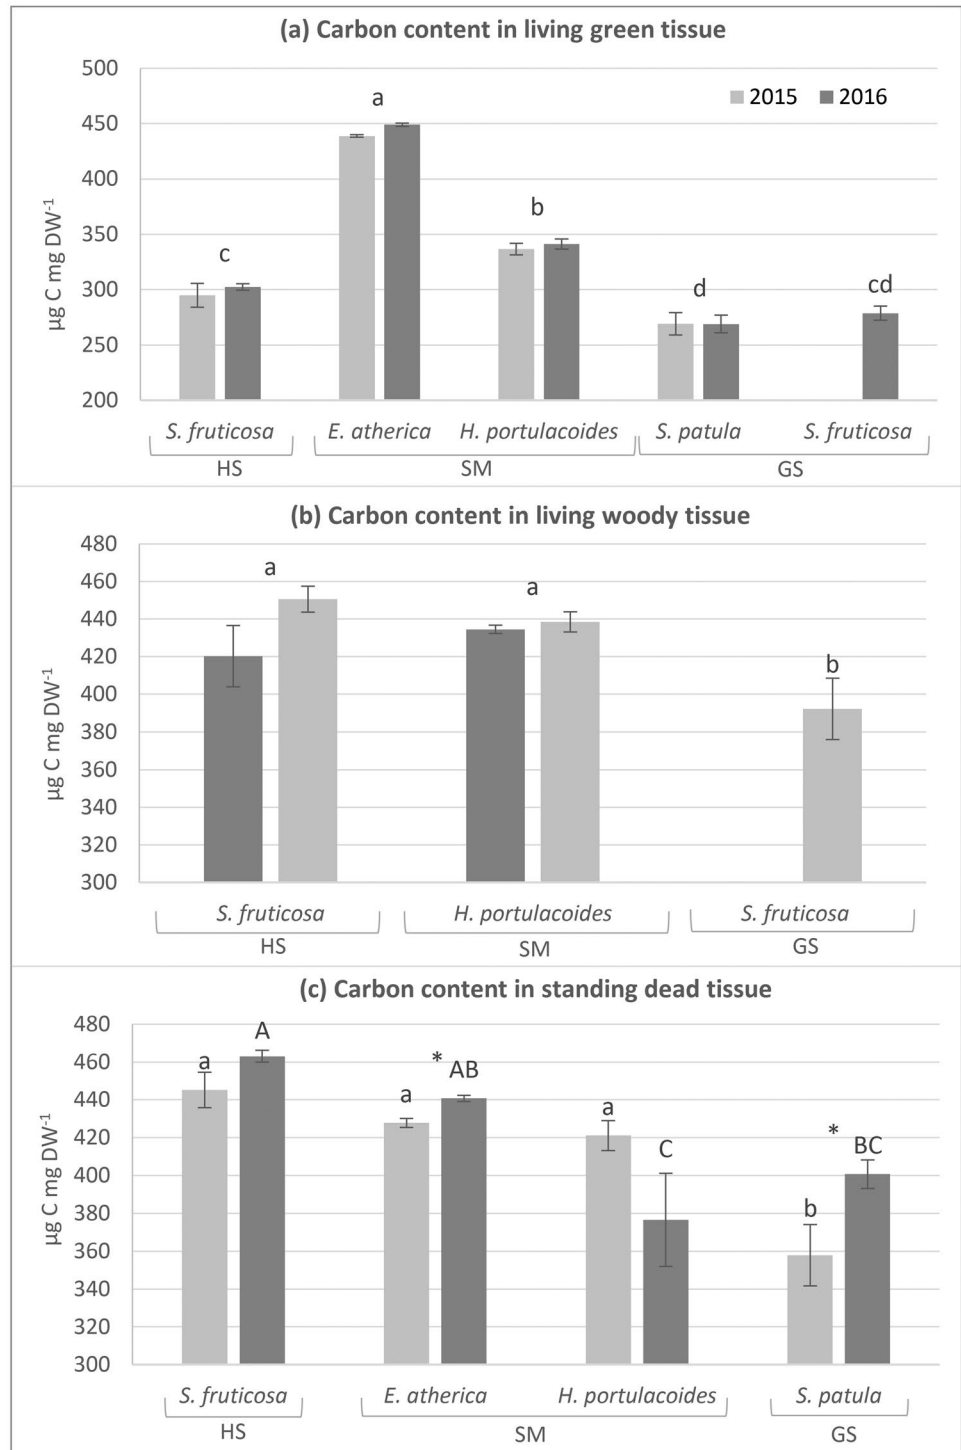 (a) Carbon content in living green tissue
500
2015 2016
a
450
400
350
b
c
300
d
cd
250
200
µg C mg DW⁻¹
S. fruticosa E. atherica H. portulacoides S. patula S. fruticosa
HS SM GS
(b) Carbon content in living woody tissue
480
a a
460
440
420
b
400
380
360
340
320
300
µg C mg DW⁻¹
S. fruticosa H. portulacoides S. fruticosa
HS SM GS
(c) Carbon content in standing dead tissue
480
A
a
460
* AB
a a
440
420
* BC
C
400
380
b
360
340
320
300
µg C mg DW⁻¹
S. fruticosa E. atherica H. portulacoides S. patula
HS SM GS